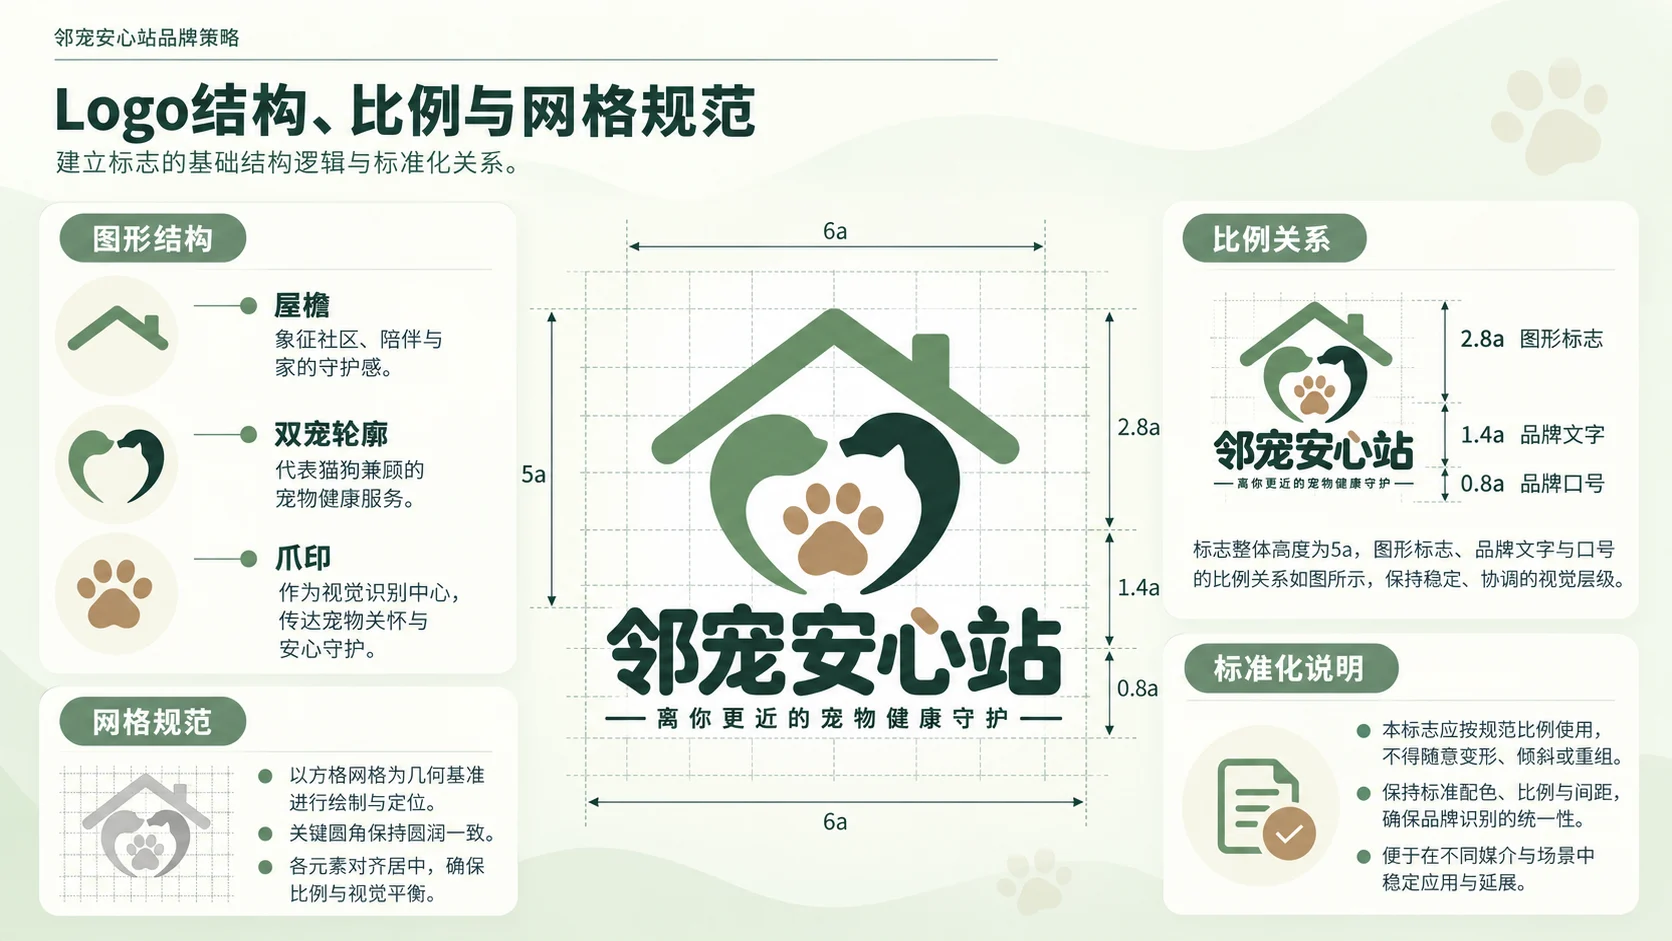 邻宠安心站品牌策略
Logo结构、比例与网格规范
建立标志的基础结构逻辑与标准化关系。
图形结构
屋檐
象征社区、陪伴与
家的守护感。
双宠轮廓
代表猫狗兼顾的
宠物健康服务。
爪印
作为视觉识别中心，
传达宠物关怀与
安心守护。
网格规范
以方格网格为几何基准
进行绘制与定位。
关键圆角保持圆润一致。
各元素对齐居中，确保
比例与视觉平衡。
6a
5a
2.8a
1.4a
0.8a
邻宠安心站
离你更近的宠物健康守护
6a
比例关系
邻宠安心站
离你更近的宠物健康守护
2.8a 图形标志
1.4a 品牌文字
0.8a 品牌口号
标志整体高度为5a，图形标志、品牌文字与口号
的比例关系如图所示，保持稳定、协调的视觉层级。
标准化说明
本标志应按规范比例使用，
不得随意变形、倾斜或重组。
保持标准配色、比例与间距，
确保品牌识别的统一性。
便于在不同媒介与场景中
稳定应用与延展。